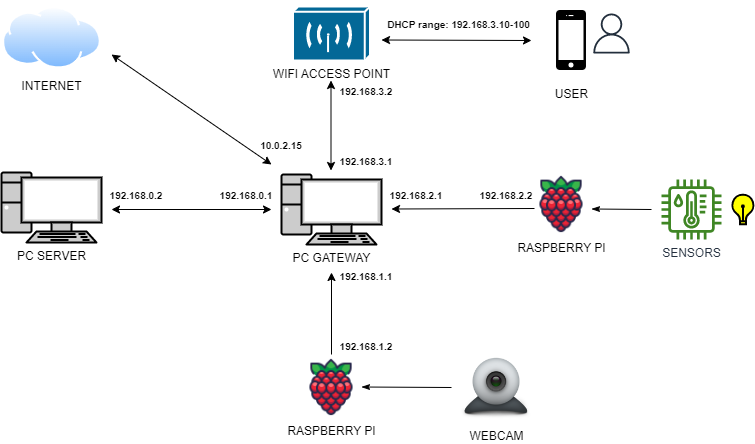 DHCP range: 192.168.3.10-100
INTERNET
WIFI ACCESS POINT
USER
192.168.3.2
10.0.2.15
192.168.3.1
192.168.0.2
192.168.0.1
192.168.2.1
192.168.2.2
PC SERVER
PC GATEWAY
RASPBERRY PI
SENSORS
192.168.1.1
192.168.1.2
RASPBERRY PI
WEBCAM